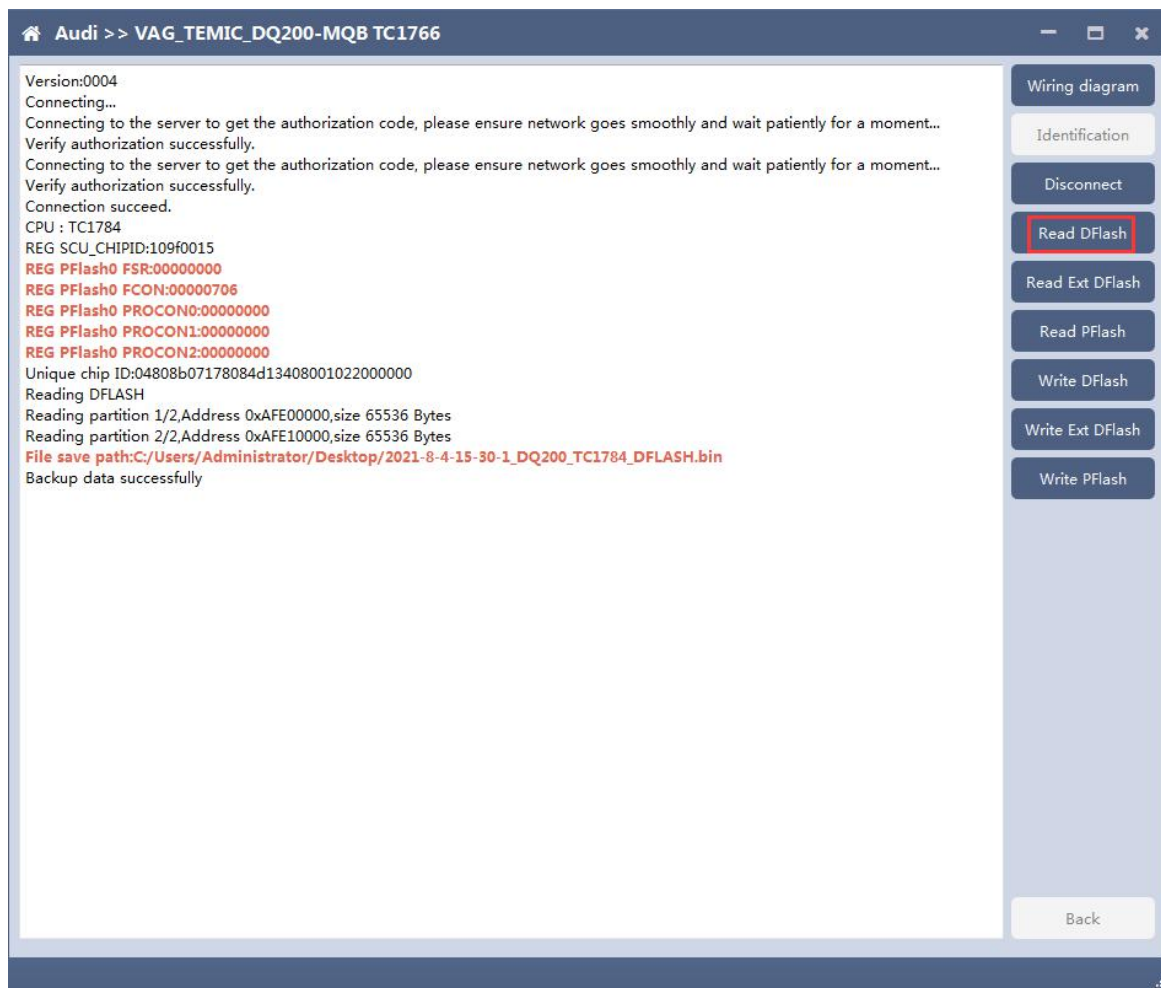 Audi >> VAG_TEMIC_DQ200-MQB TC1766
Version:0004
Connecting...
Connecting to the server to get the authorization code, please ensure network goes smoothly and wait patiently for a moment...
Verify authorization successfully.
Connecting to the server to get the authorization code, please ensure network goes smoothly and wait patiently for a moment...
Verify authorization successfully.
Connection succeed.
CPU : TC1784
REG SCU_CHIPID:109f0015
REG PFlash0 FSR:00000000
REG PFlash0 FCON:00000706
REG PFlash0 PROCON0:00000000
REG PFlash0 PROCON1:00000000
REG PFlash0 PROCON2:00000000
Unique chip ID:04808b07178084d13408001022000000
Reading DFLASH
Reading partition 1/2,Address 0xAFE00000,size 65536 Bytes
Reading partition 2/2,Address 0xAFE10000,size 65536 Bytes
File save path:C:/Users/Administrator/Desktop/2021-8-4-15-30-1_DQ200_TC1784_DFLASH.bin
Backup data successfully
Wiring diagram
Identification
Disconnect
Read DFlash
Read Ext DFlash
Read PFlash
Write DFlash
Write Ext DFlash
Write PFlash
Back